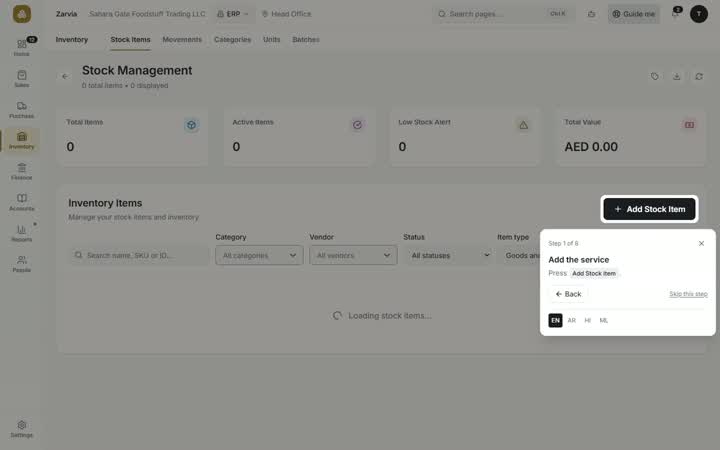 Zarvia
Sahara Gate Foodstuff Trading LLC
ERP
Head Office
Search pages...
Ctrl K
Guide me
2
T
12
Home
Sales
Purchase
Inventory
Finance
Accounts
Reports
People
Settings
Inventory
Stock Items
Movements
Categories
Units
Batches
Stock Management
0 total items • 0 displayed
Total Items
0
Active Items
0
Low Stock Alert
0
Total Value
AED 0.00
Inventory Items
Manage your stock items and inventory
+ Add Stock Item
Category
Vendor
Status
Item type
Search name, SKU or ID...
All categories
All vendors
All statuses
Goods and
Loading stock items...
Step 1 of 6
Add the service
Press Add Stock Item.
← Back
Skip this step
EN
AR
HI
ML